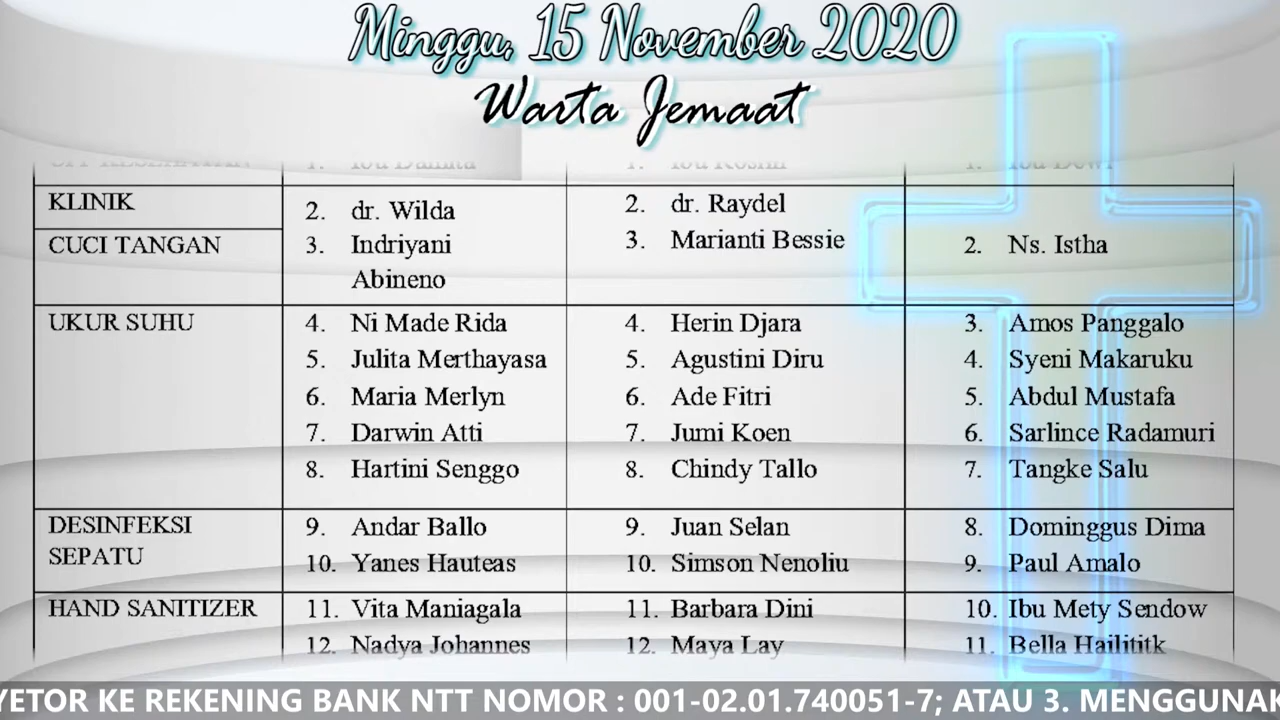 Minggu, 15 November 2020
Warta Jemaat
KLINIK
2. dr. Wilda
2. dr. Raydel
CUCI TANGAN
3. Indriyani
Abineno
3. Marianti Bessie
2. Ns. Istha
UKUR SUHU
4. Ni Made Rida
4. Herin Djara
3. Amos Panggalo
5. Julita Merthayasa
5. Agustini Diru
4. Syeni Makaruku
6. Maria Merlyn
6. Ade Fitri
5. Abdul Mustafa
7. Darwin Atti
7. Jumi Koen
6. Sarlince Radamuri
8. Hartini Senggo
8. Chindy Tallo
7. Tangke Salu
DESINFEKSI
SEPATU
9. Andar Ballo
9. Juan Selan
8. Dominggus Dima
10. Yanes Hauteas
10. Simson Nenoliu
9. Paul Amalo
HAND SANITIZER
11. Vita Maniagala
11. Barbara Dini
10. Ibu Mety Sendow
12. Nadya Johannes
12. Maya Lay
11. Bella Hailititk
YETOR KE REKENING BANK NTT NOMOR : 001-02.01.740051-7; ATAU 3. MENGGUNAK